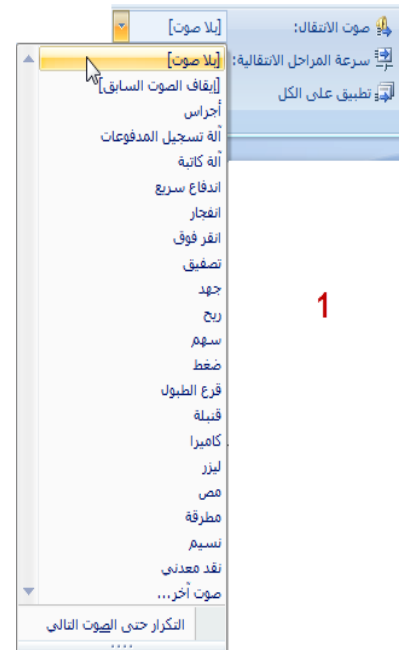 صوت الانتقال: [بلا صوت]
سرعة المراحل الانتقالية: [بلا صوت]
تطبيق على الكل [إيقاف الصوت السابق]
أجراس
آلة تسجيل المدفوعات
آلة كاتبة
اندفاع سريع
انفجار
انقر فوق
تصفيق
جهد
ربح
سهم
ضغط
قرع الطبول
قنبلة
كاميرا
ليزر
مص
مطرقة
نسيم
نقد معدني
صوت آخر...
التكرار حتى الصوت التالي
1